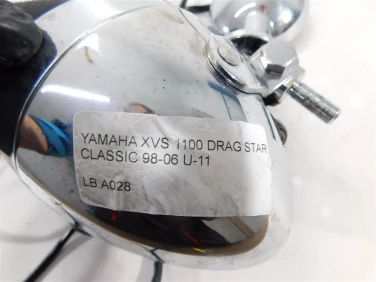 YAMAHA XVS 1100 DRAG STAR
CLASSIC 98-06 U-11
LB.A028